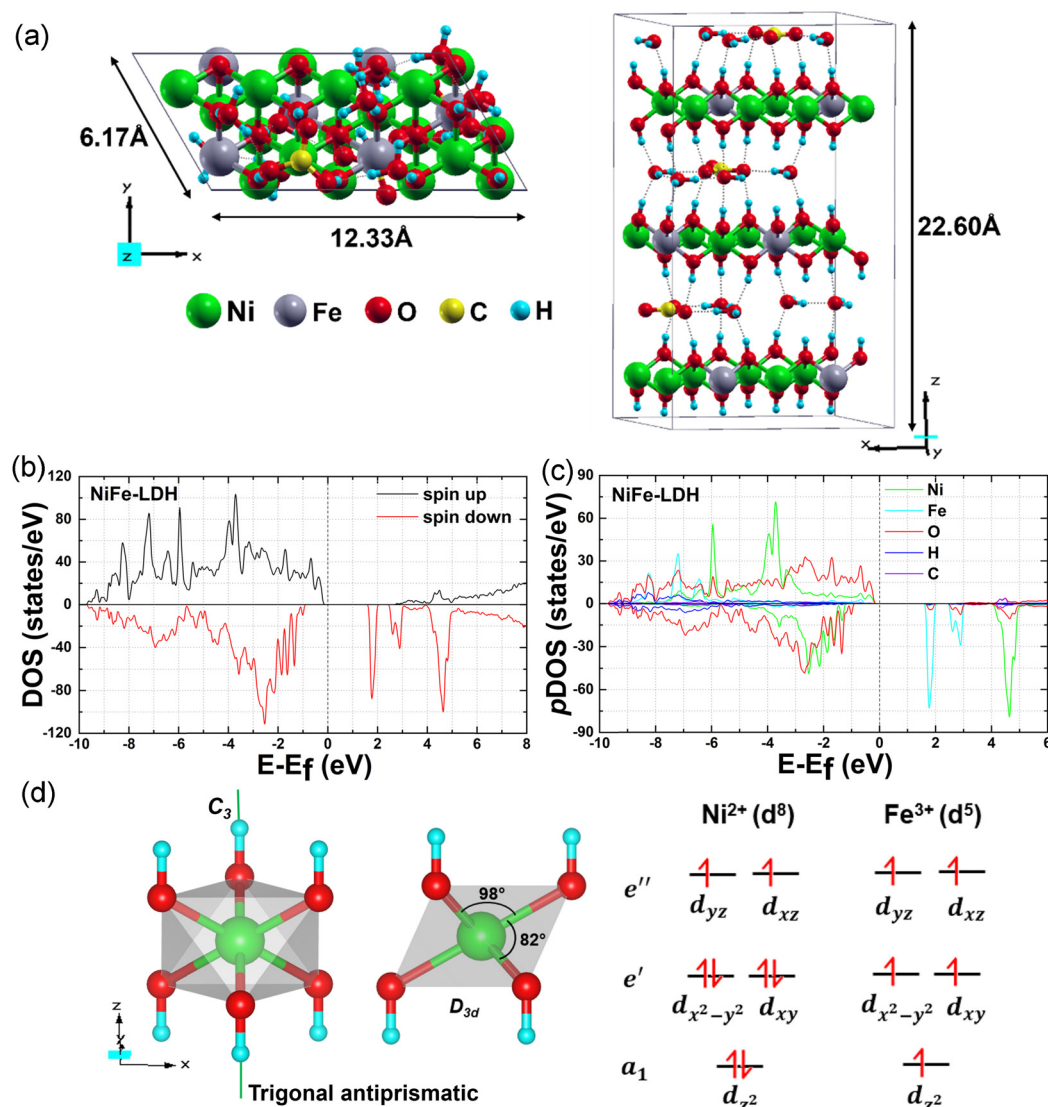 (a)
6.17Å
12.33Å
22.60Å
y
z
x
z
x
y
Ni Fe O C H
(b)
NiFe-LDH
spin up
spin down
DOS (states/eV)
120
80
40
0
-40
-80
-120
-10 -8 -6 -4 -2 0 2 4 6 8
E-Ef (eV)
(c)
NiFe-LDH
Ni
Fe
O
H
C
pDOS (states/eV)
90
60
30
0
-30
-60
-90
-10 -8 -6 -4 -2 0 2 4 6
E-Ef (eV)
(d)
C3
98°
82°
D3d
z
x
Trigonal antiprismatic
Ni²⁺ (d⁸) Fe³⁺ (d⁵)
e″
dyz dxz dyz dxz
e′
dx²−y² dxy dx²−y² dxy
a₁
dz² dz²